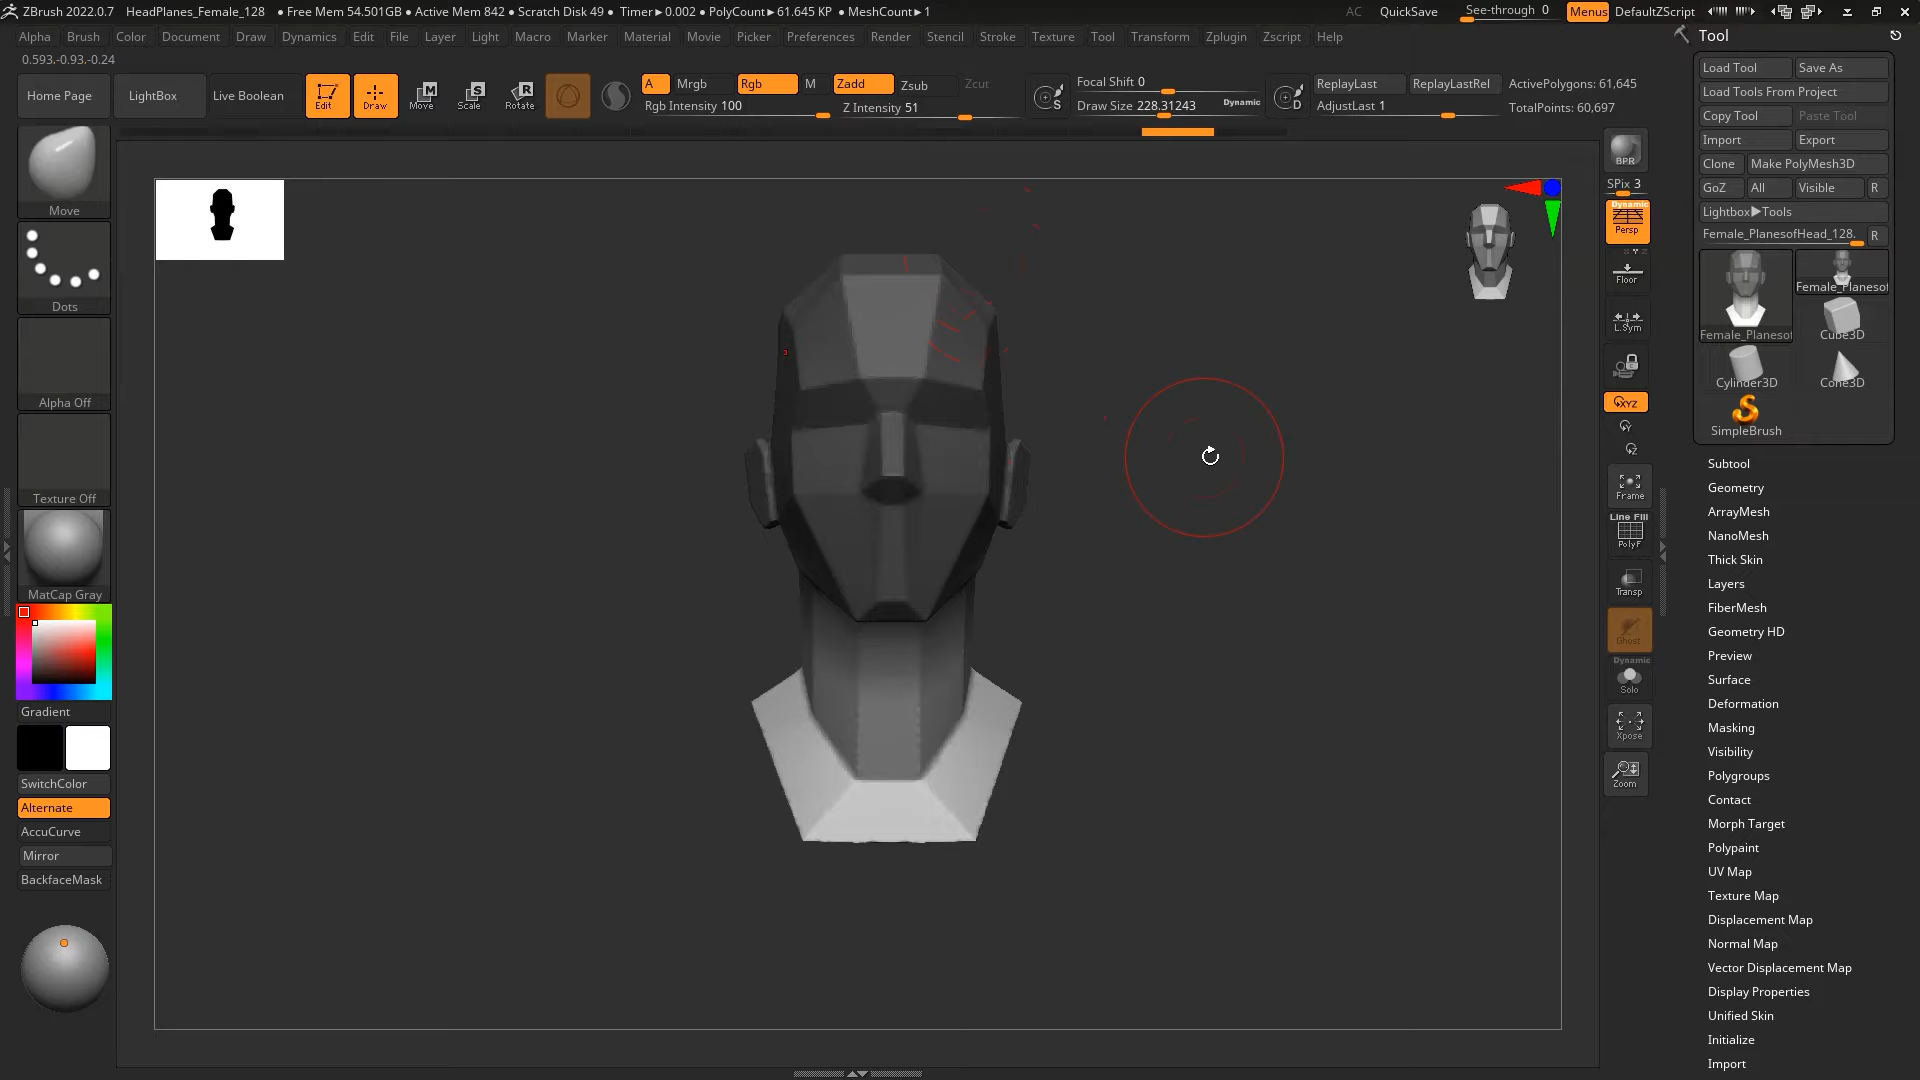 ZBrush 2022.0.7 HeadPlanes_Female_128 • Free Mem 54.501GB • Active Mem 842 • Scratch Disk 49 • Timer►0.002 • PolyCount►61.645 KP • MeshCount►1 AC QuickSave See-through 0 Menus DefaultZScript
Alpha Brush Color Document Draw Dynamics Edit File Layer Light Macro Marker Material Movie Picker Preferences Render Stencil Stroke Texture Tool Transform Zplugin Zscript Help
0.593,-0.93,-0.24
Home Page LightBox Live Boolean Edit Draw Move Scale Rotate
A Mrgb Rgb M Zadd Zsub Zcut
Rgb Intensity 100 Z Intensity 51
S
Focal Shift 0
Draw Size 228.31243 Dynamic
D
ReplayLast ReplayLastRel ActivePolygons: 61,645
AdjustLast 1 TotalPoints: 60,697
Move
Dots
Alpha Off
Texture Off
MatCap Gray
Gradient
SwitchColor
Alternate
AccuCurve
Mirror
BackfaceMask
BPR
SPix 3
Dynamic
Persp
Floor
L.Sym
XYZ
Y
Z
Frame
Line Fill
PolyF
Transp
Ghost
Dynamic
Solo
Xpose
Zoom
Tool
Load Tool Save As
Load Tools From Project
Copy Tool Paste Tool
Import Export
Clone Make PolyMesh3D
GoZ All Visible R
Lightbox►Tools
Female_PlanesofHead_128. R
Female_Planesof
Female_Planesof
Cube3D
Cylinder3D Cone3D
SimpleBrush
Subtool
Geometry
ArrayMesh
NanoMesh
Thick Skin
Layers
FiberMesh
Geometry HD
Preview
Surface
Deformation
Masking
Visibility
Polygroups
Contact
Morph Target
Polypaint
UV Map
Texture Map
Displacement Map
Normal Map
Vector Displacement Map
Display Properties
Unified Skin
Initialize
Import